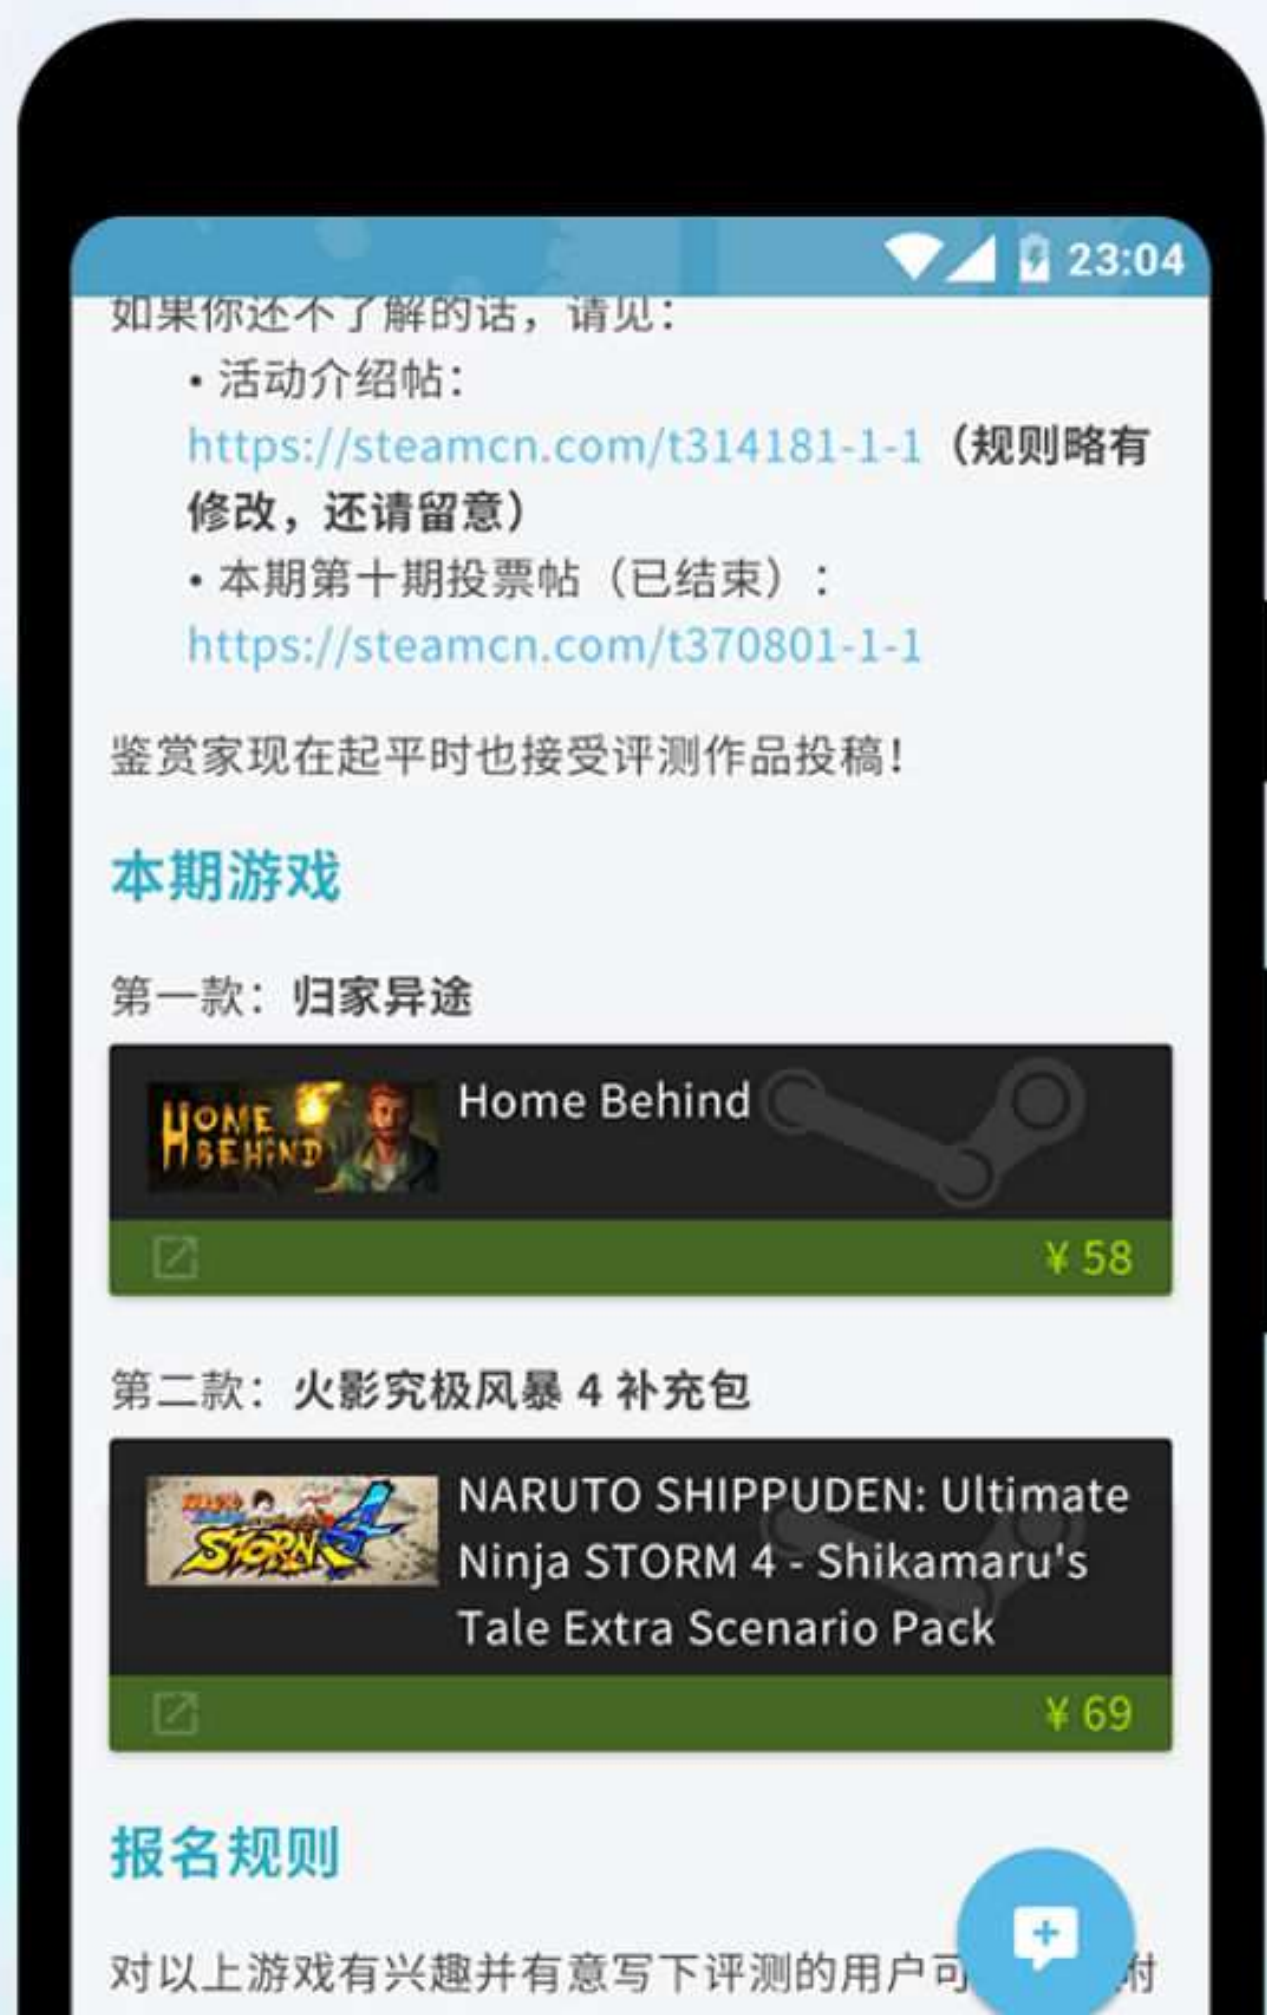 23:04
如果你还不了解的话，请见：
• 活动介绍帖：
https://steamcn.com/t314181-1-1（规则略有
修改，还请留意）
• 本期第十期投票帖（已结束）：
https://steamcn.com/t370801-1-1
鉴赏家现在起平时也接受评测作品投稿！
本期游戏
第一款：归家异途
HOME
BEHIND
Home Behind
¥ 58
第二款：火影究极风暴 4 补充包
STORM 4
NARUTO SHIPPUDEN: Ultimate
Ninja STORM 4 - Shikamaru's
Tale Extra Scenario Pack
¥ 69
报名规则
对以上游戏有兴趣并有意写下评测的用户可